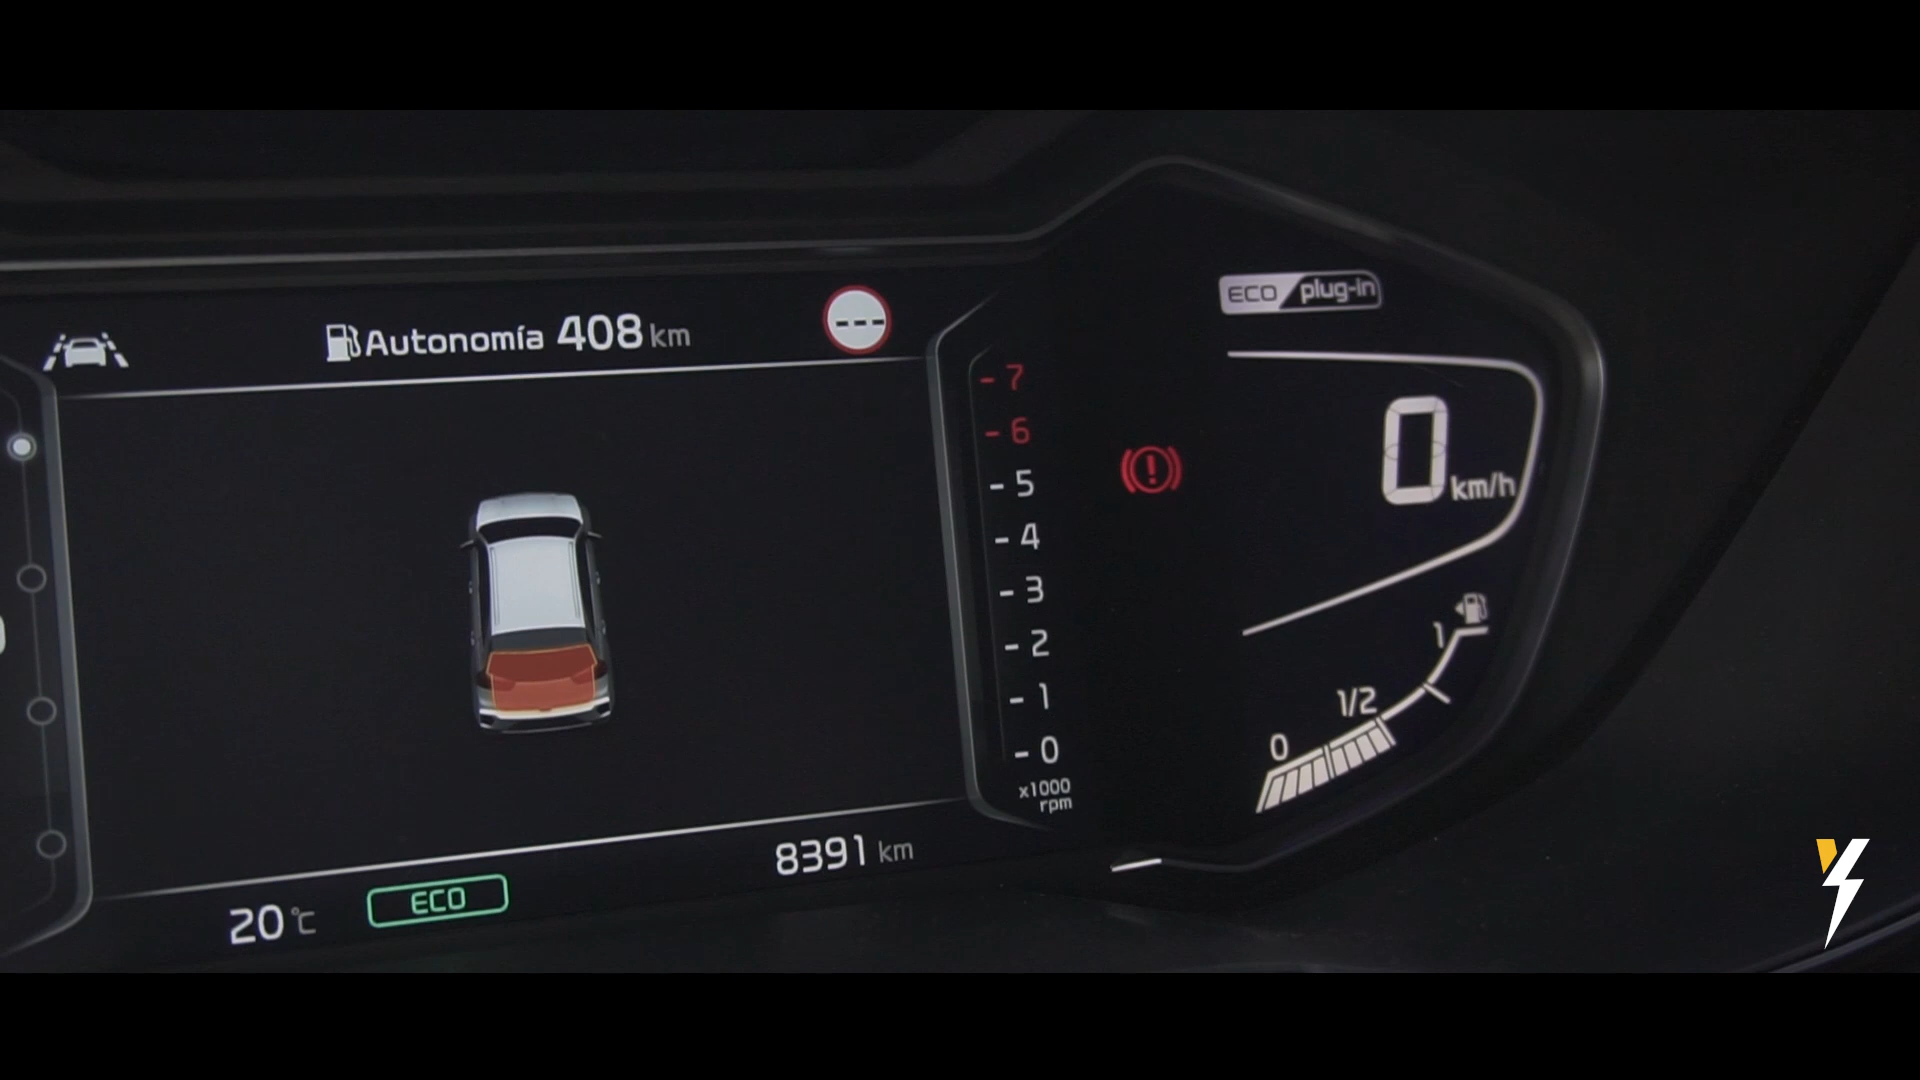 ECO plug-in
Autonomía 408 km
---
- 7
- 6
- 5
- 4
- 3
- 2
- 1
- 0
x1000
rpm
!
0 km/h
1
1/2
0
8391 km
20 °C
ECO